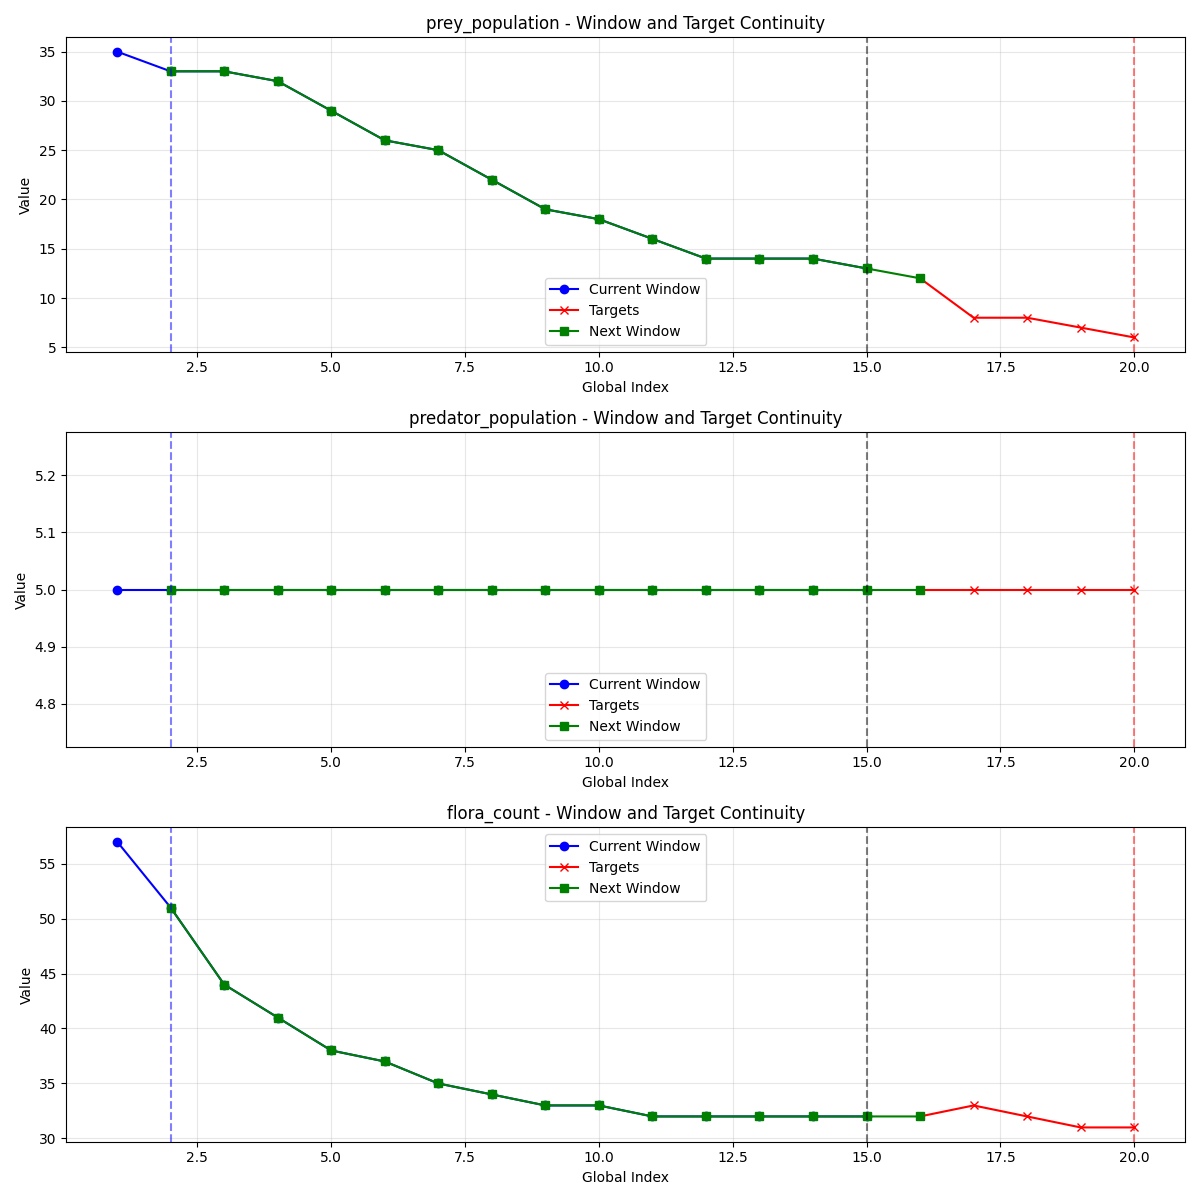 prey_population - Window and Target Continuity
35
30
25
20
15
10
5
Value
Current Window
Targets
Next Window
2.5 5.0 7.5 10.0 12.5 15.0 17.5 20.0
Global Index
predator_population - Window and Target Continuity
5.2
5.1
5.0
4.9
4.8
Value
Current Window
Targets
Next Window
2.5 5.0 7.5 10.0 12.5 15.0 17.5 20.0
Global Index
flora_count - Window and Target Continuity
Current Window
Targets
Next Window
55
50
45
40
35
30
Value
2.5 5.0 7.5 10.0 12.5 15.0 17.5 20.0
Global Index